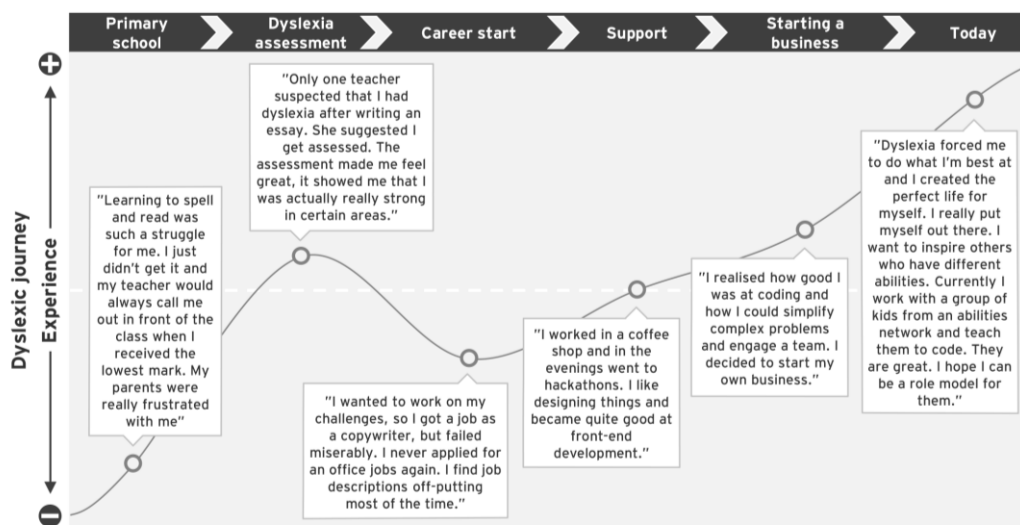 Primary
school
Dyslexia
assessment
Career start
Support
Starting a
business
Today
Dyslexic journey
Experience
"Learning to spell
and read was
such a struggle
for me. I just
didn't get it and
my teacher would
always call me
out in front of the
class when I
received the
lowest mark. My
parents were
really frustrated
with me"
"Only one teacher
suspected that I had
dyslexia after writing an
essay. She suggested I
get assessed. The
assessment made me feel
great, it showed me that I
was actually really strong
in certain areas."
"I wanted to work on my
challenges, so I got a job as
a copywriter, but failed
miserably. I never applied for
an office jobs again. I find job
descriptions off-putting
most of the time."
"I worked in a coffee
shop and in the
evenings went to
hackathons. I like
designing things and
became quite good at
front-end
development."
"I realised how good I
was at coding and
how I could simplify
complex problems
and engage a team. I
decided to start my
own business."
"Dyslexia forced me
to do what I'm best at
and I created the
perfect life for
myself. I really put
myself out there. I
want to inspire others
who have different
abilities. Currently I
work with a group of
kids from an abilities
network and teach
them to code. They
are great. I hope I can
be a role model for
them."